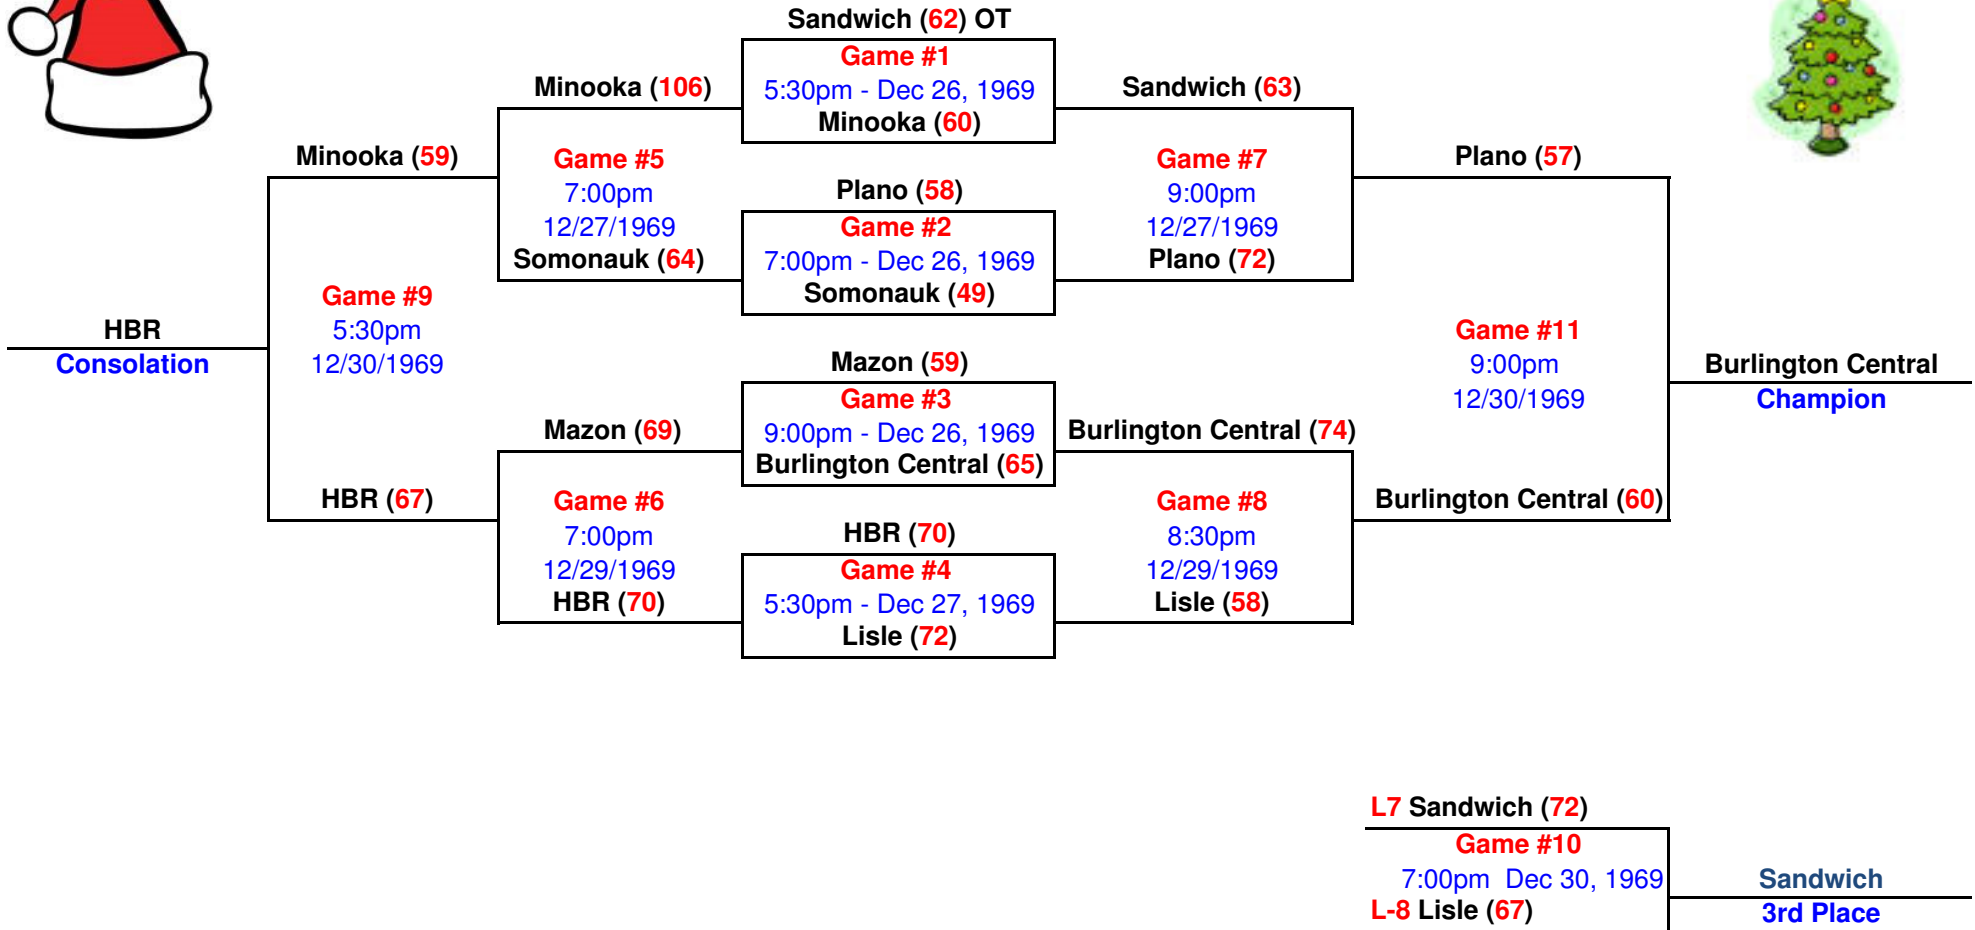 Sandwich (62) OT
Game #1
5:30pm - Dec 26, 1969
Minooka (60)
Minooka (106)
Sandwich (63)
Minooka (59)
Game #5
7:00pm
12/27/1969
Somonauk (64)
Plano (58)
Game #2
7:00pm - Dec 26, 1969
Somonauk (49)
Game #7
9:00pm
12/27/1969
Plano (72)
Plano (57)
HBR
Consolation
Game #9
5:30pm
12/30/1969
Mazon (59)
Game #3
9:00pm - Dec 26, 1969
Burlington Central (65)
Game #11
9:00pm
12/30/1969
Burlington Central
Champion
Mazon (69)
Burlington Central (74)
HBR (67)
Game #6
7:00pm
12/29/1969
HBR (70)
HBR (70)
Game #4
5:30pm - Dec 27, 1969
Lisle (72)
Game #8
8:30pm
12/29/1969
Lisle (58)
Burlington Central (60)
L7 Sandwich (72)
Game #10
7:00pm Dec 30, 1969
L-8 Lisle (67)
Sandwich
3rd Place